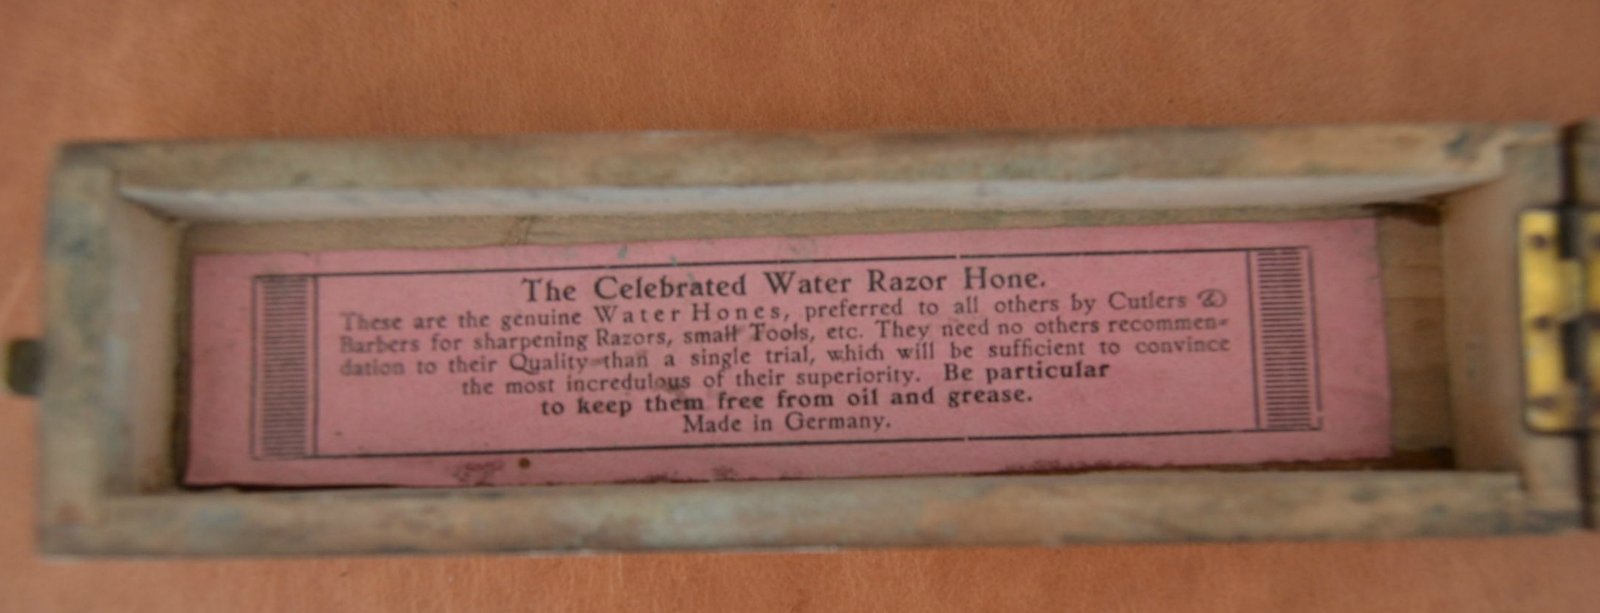 The Celebrated Water Razor Hone.
These are the genuine Water Hones, preferred to all others by Cutlers &
Barbers for sharpening Razors, small Tools, etc. They need no others recommen-
dation to their Quality than a single trial, which will be sufficient to convince
the most incredulous of their superiority. Be particular
to keep them free from oil and grease.
Made in Germany.